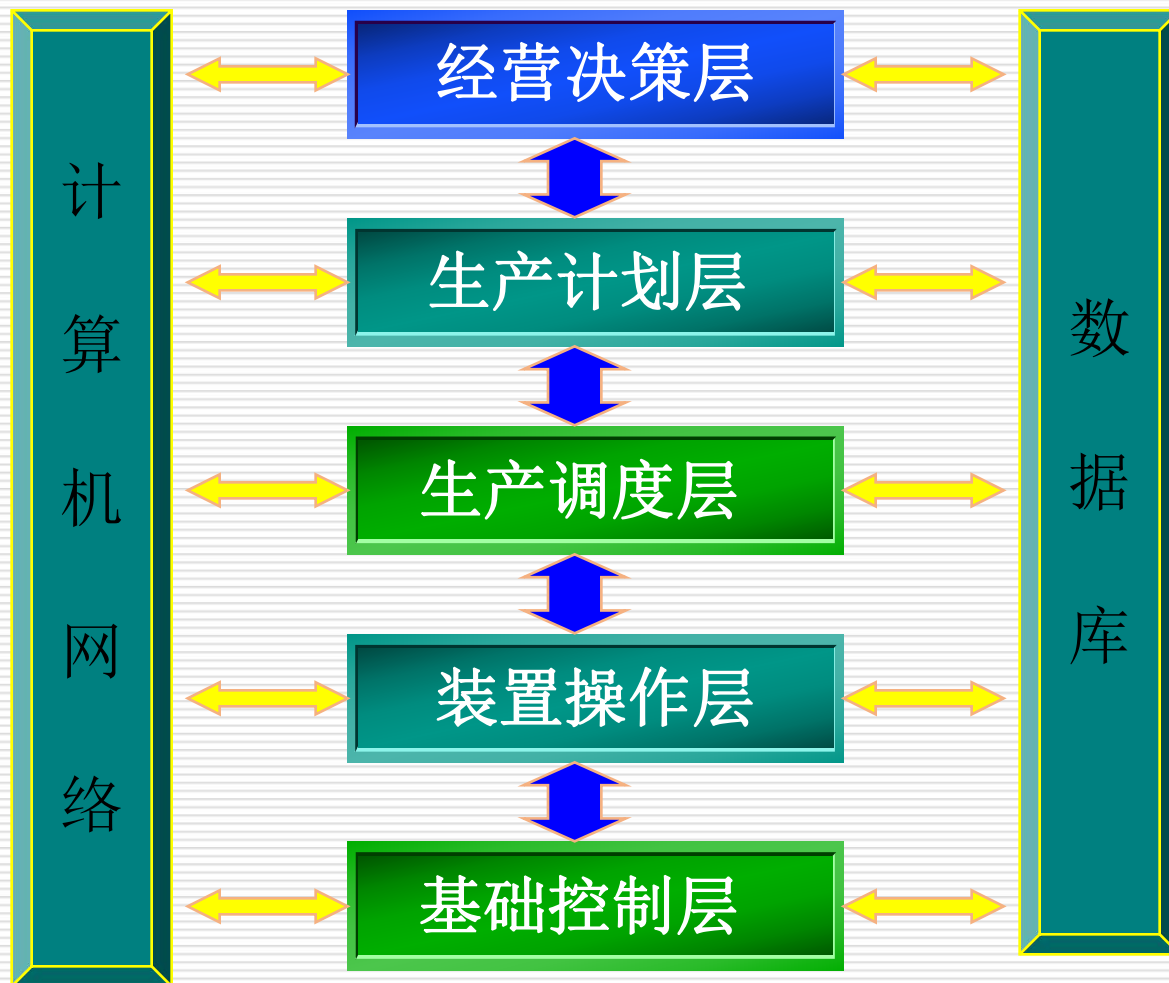 计算机网络
经营决策层
生产计划层
生产调度层
装置操作层
基础控制层
数据库